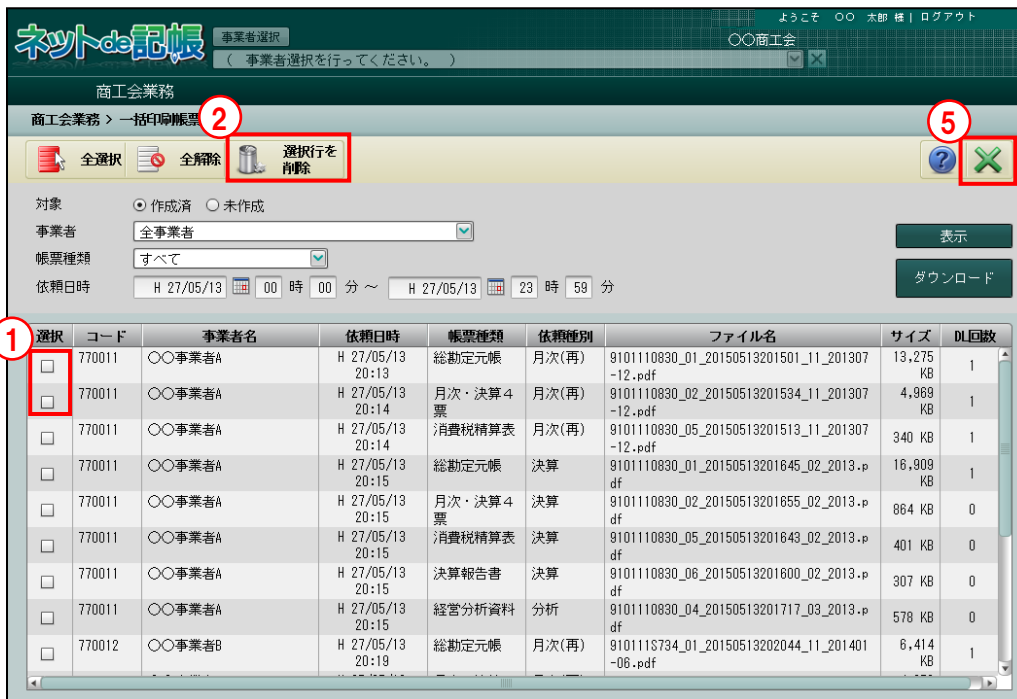 ようこそ 〇〇 太郎 様 | ログアウト
ネットde記帳
事業者選択
〇〇商工会
( 事業者選択を行ってください。 )
商工会業務
商工会業務 > 一括印刷帳票
2
5
全選択 全解除 選択行を
削除
対象 作成済 未作成
事業者 全事業者
帳票種類 すべて
依頼日時 H 27/05/13 00 時 00 分 ~ H 27/05/13 23 時 59 分
表示
ダウンロード
1
選択 コード 事業者名 依頼日時 帳票種類 依頼種別 ファイル名 サイズ DL回数
770011 〇〇事業者A H 27/05/13 総勘定元帳 月次(再) 9101110830_01_20150513201501_11_201307 13,275 1
20:13 -12.pdf KB
770011 〇〇事業者A H 27/05/13 月次・決算4 月次(再) 9101110830_02_20150513201534_11_201307 4,969 1
20:14 票 -12.pdf KB
770011 〇〇事業者A H 27/05/13 消費税精算表 月次(再) 9101110830_05_20150513201513_11_201307 340 KB 1
20:14 -12.pdf
770011 〇〇事業者A H 27/05/13 総勘定元帳 決算 9101110830_01_20150513201645_02_2013.p 16,909 1
20:15 df KB
770011 〇〇事業者A H 27/05/13 月次・決算4 決算 9101110830_02_20150513201655_02_2013.p 864 KB 0
20:15 票 df
770011 〇〇事業者A H 27/05/13 消費税精算表 決算 9101110830_05_20150513201643_02_2013.p 401 KB 0
20:15 df
770011 〇〇事業者A H 27/05/13 決算報告書 決算 9101110830_06_20150513201600_02_2013.p 307 KB 0
20:15 df
770011 〇〇事業者A H 27/05/13 経営分析資料 分析 9101110830_04_20150513201717_03_2013.p 578 KB 0
20:15 df
770012 〇〇事業者B H 27/05/13 総勘定元帳 月次(再) 910111S734_01_20150513202044_11_201401 6,414 1
20:19 -06.pdf KB